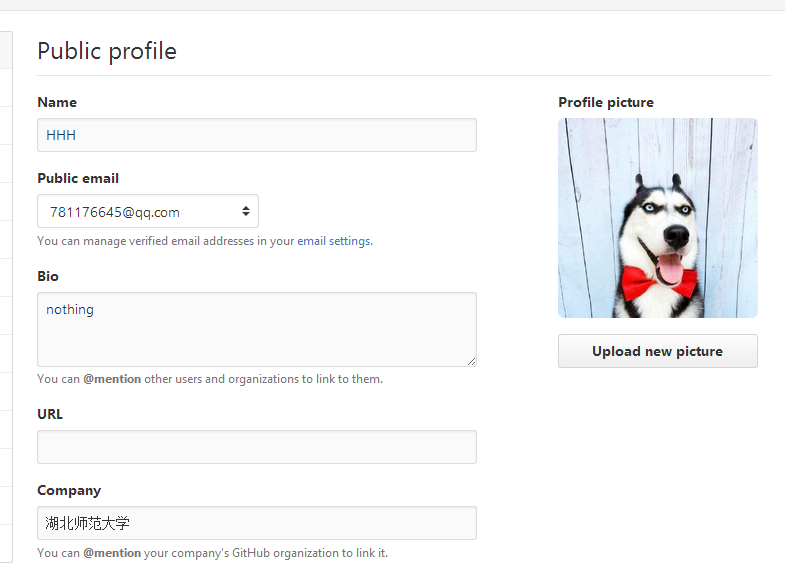 Public profile
Name
HHH
Public email
781176645@qq.com
You can manage verified email addresses in your email settings.
Bio
nothing
You can @mention other users and organizations to link to them.
URL
Company
湖北师范大学
You can @mention your company's GitHub organization to link it.
Profile picture
Upload new picture